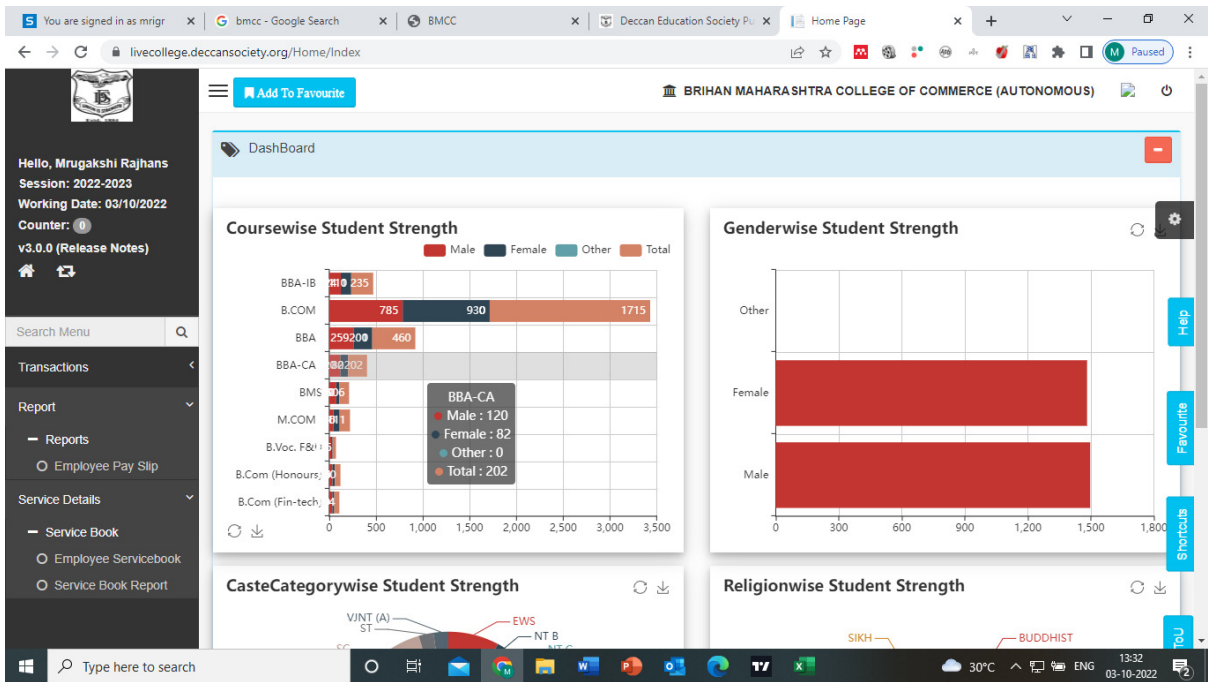 You are signed in as mrigr
bmcc - Google Search
BMCC
Deccan Education Society Pu
Home Page
livecollege.deccansociety.org/Home/Index
Paused
Add To Favourite
BRIHAN MAHARASHTRA COLLEGE OF COMMERCE (AUTONOMOUS)
Hello, Mrugakshi Rajhans
Session: 2022-2023
Working Date: 03/10/2022
Counter: 0
v3.0.0 (Release Notes)
Search Menu
Transactions
Report
Reports
Employee Pay Slip
Service Details
Service Book
Employee Servicebook
Service Book Report
DashBoard
Coursewise Student Strength
Male Female Other Total
BBA-IB 235
B.COM 785 930 1715
BBA 259 200 460
BBA-CA 202
BMS
M.COM
B.Voc. F&
B.Com (Honours)
B.Com (Fin-tech)
0 500 1,000 1,500 2,000 2,500 3,000 3,500
BBA-CA
Male : 120
Female : 82
Other : 0
Total : 202
Genderwise Student Strength
Other
Female
Male
0 300 600 900 1,200 1,500 1,800
Help
Favourite
Shortcuts
ToU
CasteCategorywise Student Strength
VJNT (A)
ST
EWS
NT B
Religionwise Student Strength
SIKH
BUDDHIST
Type here to search
30°C
ENG
13:32
03-10-2022